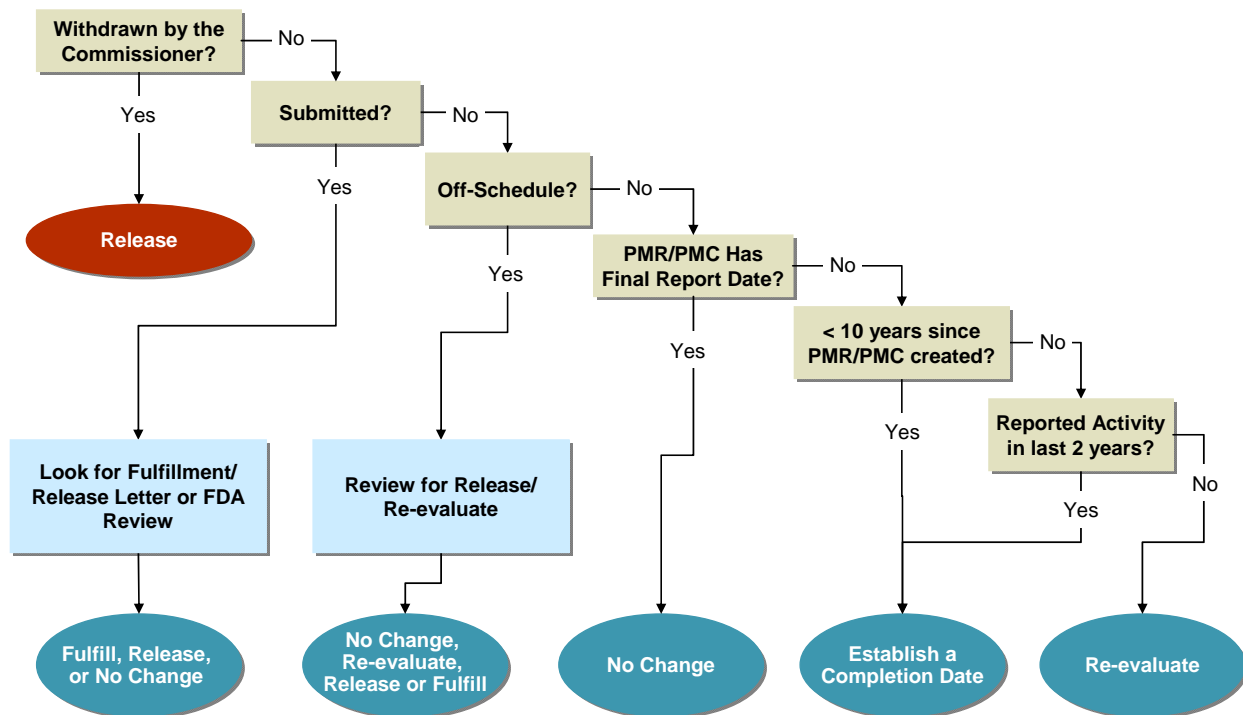 Withdrawn by the
Commissioner?
No
Yes
Submitted?
No
Yes
Off-Schedule?
No
Yes
Release
PMR/PMC Has
Final Report Date?
No
Yes
< 10 years since
PMR/PMC created?
No
Yes
Reported Activity
in last 2 years?
No
Yes
Look for Fulfillment/
Release Letter or FDA
Review
Review for Release/
Re-evaluate
Fulfill, Release,
or No Change
No Change,
Re-evaluate,
Release or Fulfill
No Change
Establish a
Completion Date
Re-evaluate